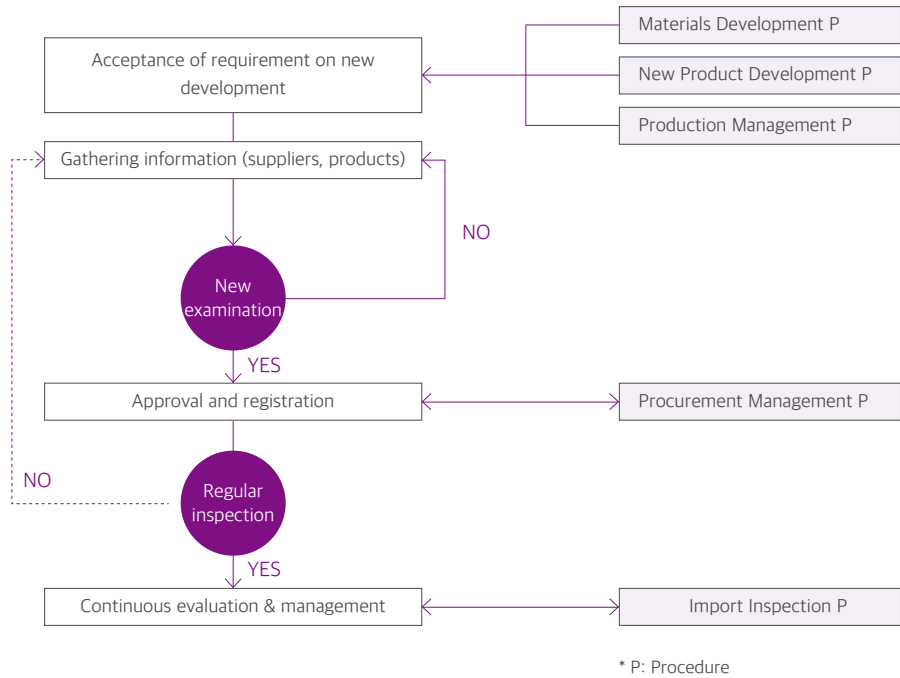 Materials Development P
Acceptance of requirement on new
development
New Product Development P
Production Management P
Gathering information (suppliers, products)
NO
New
examination
YES
Approval and registration
Procurement Management P
NO
Regular
inspection
YES
Continuous evaluation & management
Import Inspection P
* P: Procedure